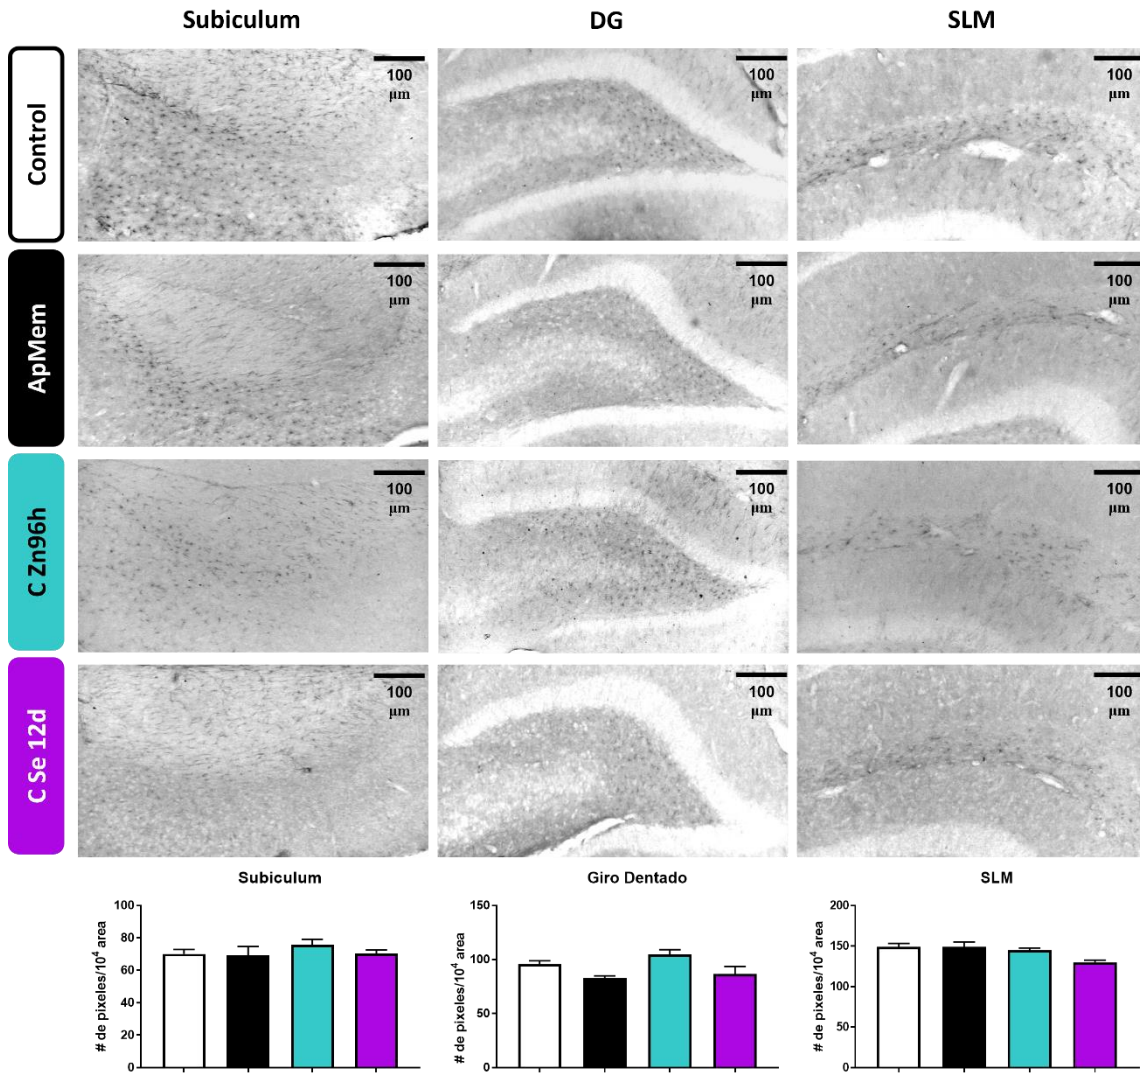 Subiculum
DG
SLM
Control
100
µm
100
µm
100
µm
ApMem
100
µm
100
µm
100
µm
C Zn96h
100
µm
100
µm
100
µm
C Se 12d
100
µm
100
µm
100
µm
Subiculum
# de pixeles/10⁴ area
100
80
60
40
20
0
Giro Dentado
# de pixeles/10⁴ area
150
100
50
0
SLM
# de pixeles/10⁴ area
200
150
100
50
0